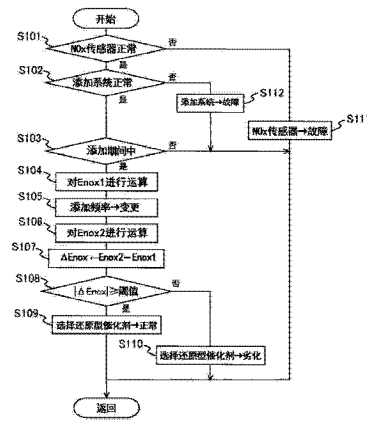 开始
S101
NOx传感器正常
否
是
S102
添加系统正常
否
是
S112
添加系统→故障
S111
NOx传感器→故障
S103
添加期间中
否
是
S104
对Enox1进行运算
S105
添加频率→变更
S106
对Enox2进行运算
S107
ΔEnox←Enox2-Enox1
S108
|ΔEnox|≥阈值
否
是
S109
选择还原型催化剂→正常
S110
选择还原型催化剂→劣化
返回